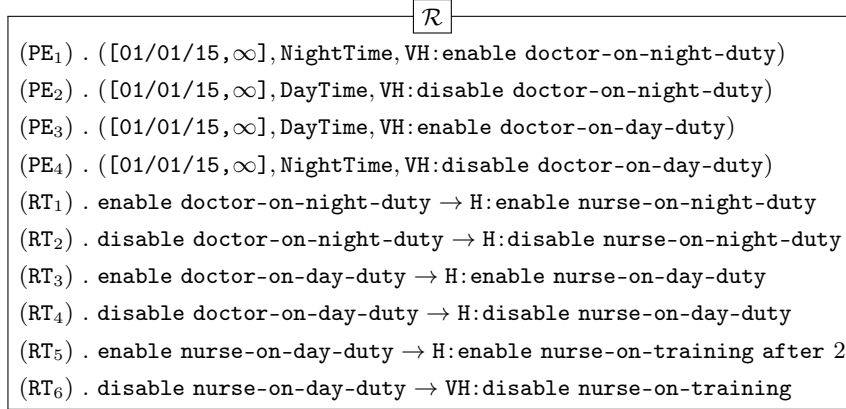 R
(PE₁) . ([01/01/15, ∞], NightTime, VH:enable doctor-on-night-duty)
(PE₂) . ([01/01/15, ∞], DayTime, VH:disable doctor-on-night-duty)
(PE₃) . ([01/01/15, ∞], DayTime, VH:enable doctor-on-day-duty)
(PE₄) . ([01/01/15, ∞], NightTime, VH:disable doctor-on-day-duty)
(RT₁) . enable doctor-on-night-duty → H:enable nurse-on-night-duty
(RT₂) . disable doctor-on-night-duty → H:disable nurse-on-night-duty
(RT₃) . enable doctor-on-day-duty → H:enable nurse-on-day-duty
(RT₄) . disable doctor-on-day-duty → H:disable nurse-on-day-duty
(RT₅) . enable nurse-on-day-duty → H:enable nurse-on-training after 2
(RT₆) . disable nurse-on-day-duty → VH:disable nurse-on-training